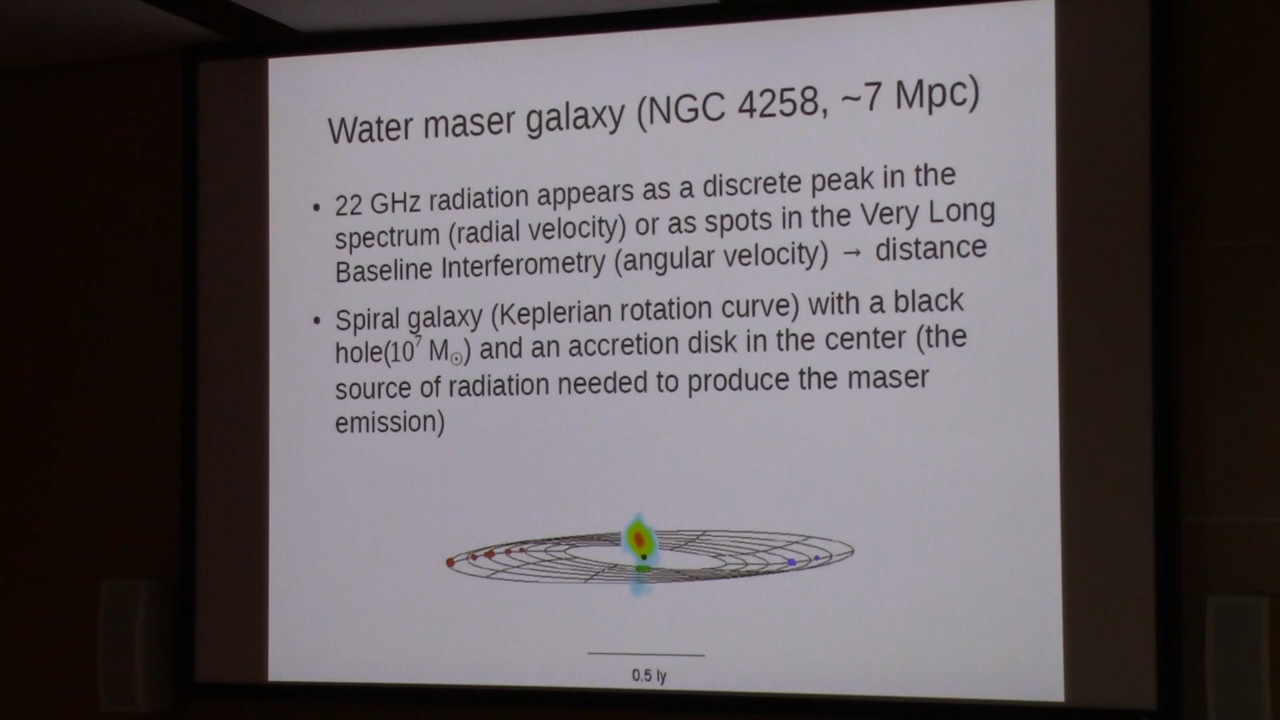 Water maser galaxy (NGC 4258, ~7 Mpc)
• 22 GHz radiation appears as a discrete peak in the
spectrum (radial velocity) or as spots in the Very Long
Baseline Interferometry (angular velocity) → distance
• Spiral galaxy (Keplerian rotation curve) with a black
hole(10⁷ M☉) and an accretion disk in the center (the
source of radiation needed to produce the maser
emission)
0.5 ly